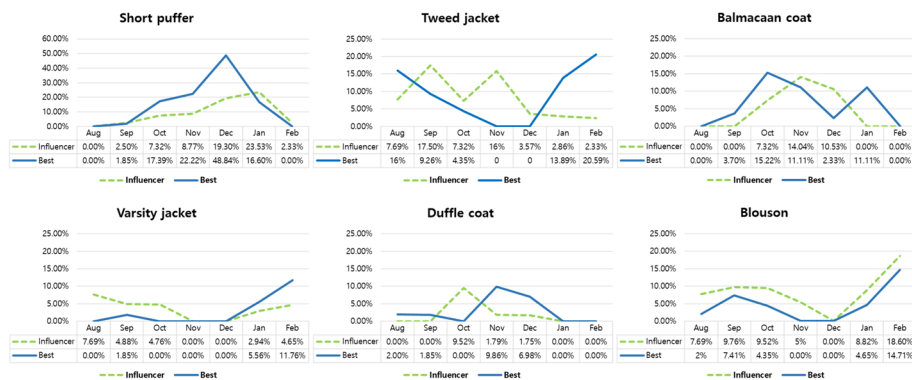 Short puffer
60.00%
50.00%
40.00%
30.00%
20.00%
10.00%
0.00%
Aug Sep Oct Nov Dec Jan Feb
Influencer 0.00% 2.50% 7.32% 8.77% 19.30% 23.53% 2.33%
Best 0.00% 1.85% 17.39% 22.22% 48.84% 16.60% 0.00%
Influencer Best
Tweed jacket
25.00%
20.00%
15.00%
10.00%
5.00%
0.00%
Aug Sep Oct Nov Dec Jan Feb
Influencer 7.69% 17.50% 7.32% 16% 3.57% 2.86% 2.33%
Best 16% 9.26% 4.35% 0 0 13.89% 20.59%
Influencer Best
Balmacaan coat
25.00%
20.00%
15.00%
10.00%
5.00%
0.00%
Aug Sep Oct Nov Dec Jan Feb
Influencer 0.00% 0.00% 7.32% 14.04% 10.53% 0.00% 0.00%
Best 0.00% 3.70% 15.22% 11.11% 2.33% 11.11% 0.00%
Influencer Best
Varsity jacket
25.00%
20.00%
15.00%
10.00%
5.00%
0.00%
Aug Sep Oct Nov Dec Jan Feb
Influencer 7.69% 4.88% 4.76% 0.00% 0.00% 2.94% 4.65%
Best 0.00% 1.85% 0.00% 0.00% 0.00% 5.56% 11.76%
Influencer Best
Duffle coat
25.00%
20.00%
15.00%
10.00%
5.00%
0.00%
Aug Sep Oct Nov Dec Jan Feb
Influencer 0.00% 0.00% 9.52% 1.79% 1.75% 0.00% 0.00%
Best 2.00% 1.85% 0.00% 9.86% 6.98% 0.00% 0.00%
Influencer Best
Blouson
25.00%
20.00%
15.00%
10.00%
5.00%
0.00%
Aug Sep Oct Nov Dec Jan Feb
Influencer 7.69% 9.76% 9.52% 5% 0.00% 8.82% 18.60%
Best 2% 7.41% 4.35% 0.00% 0.00% 4.65% 14.71%
Influencer Best